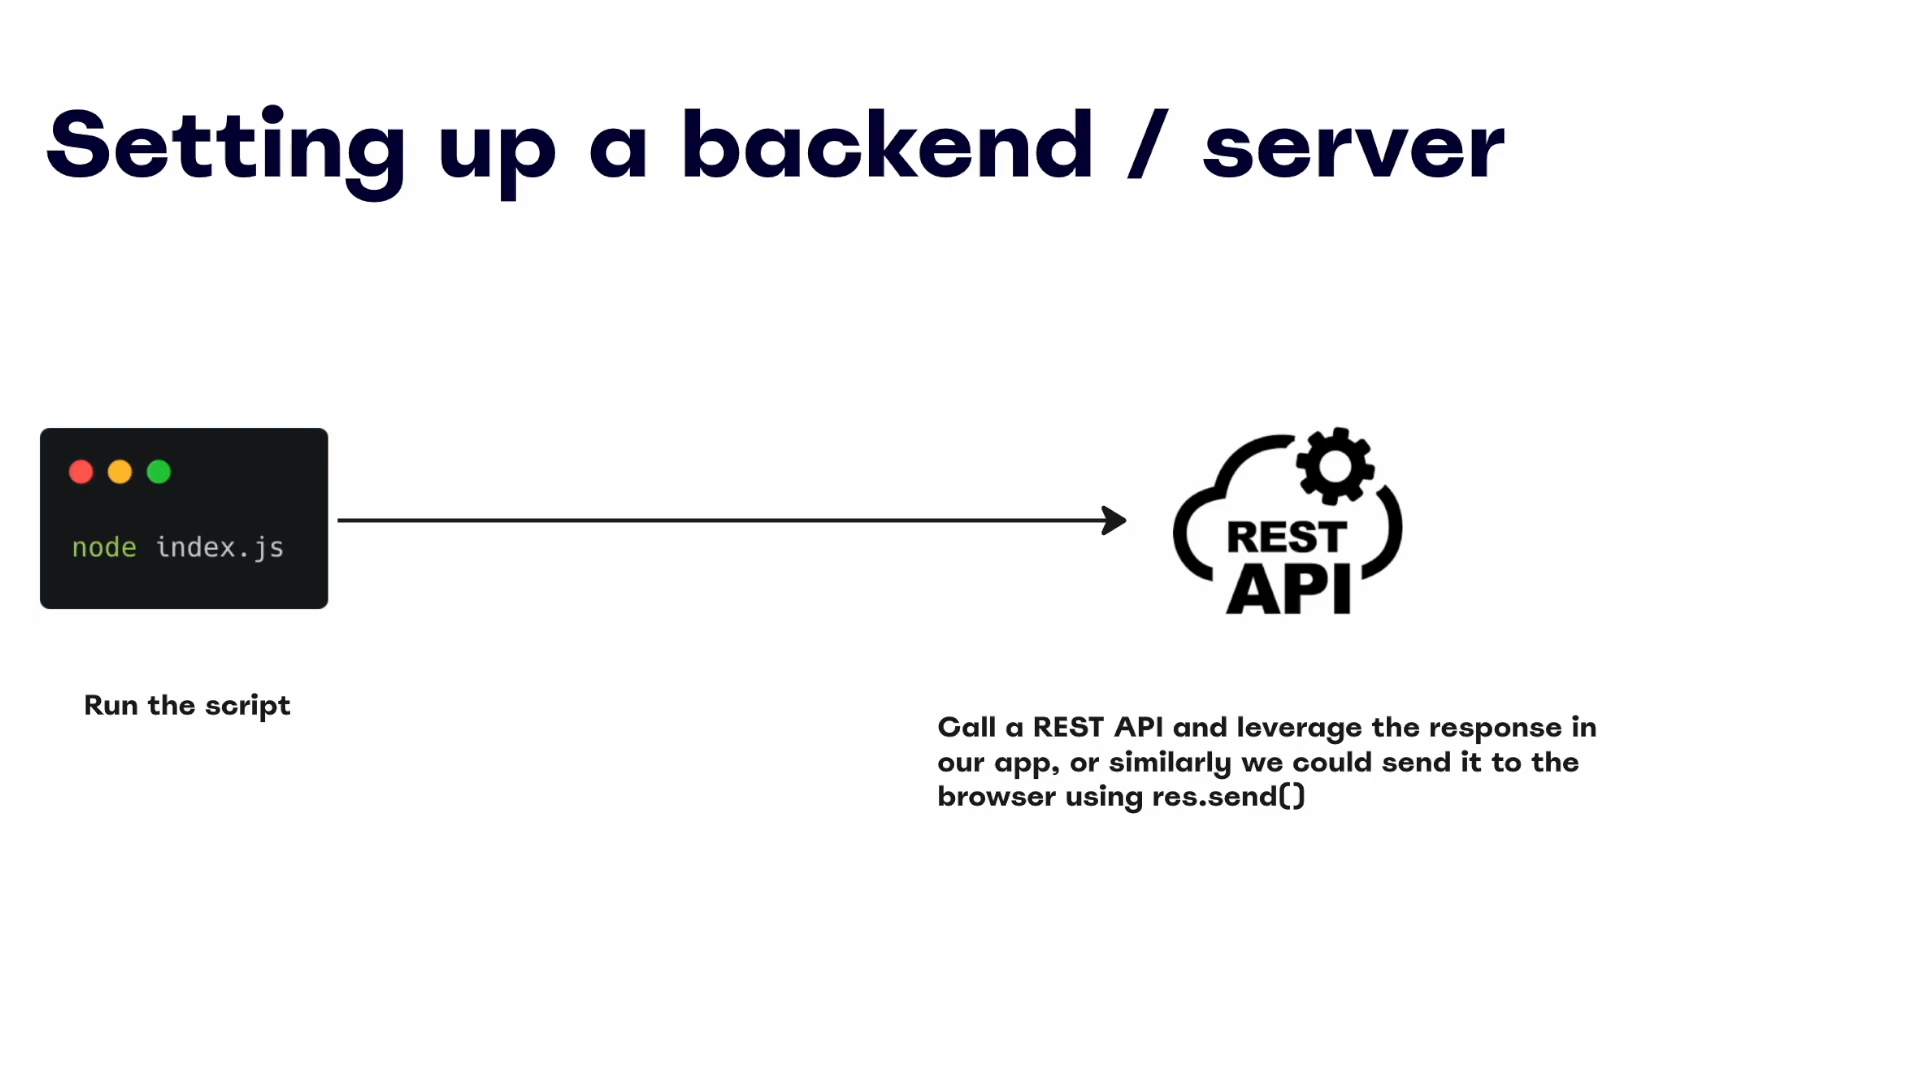 Setting up a backend / server
node index.js
REST
API
Run the script
Call a REST API and leverage the response in
our app, or similarly we could send it to the
browser using res.send()